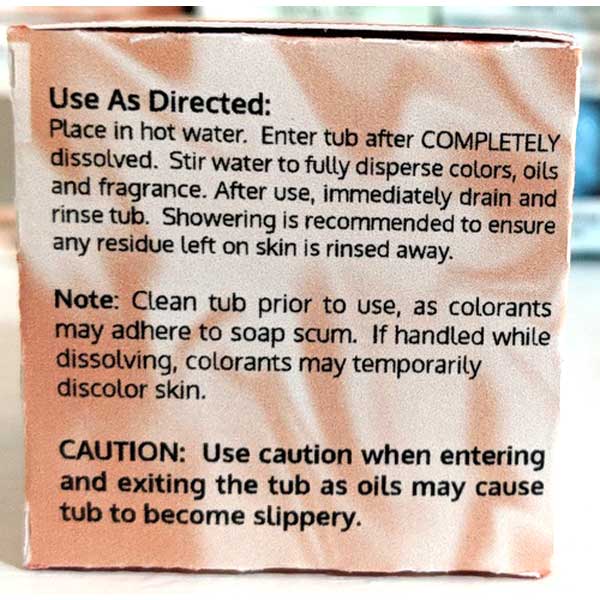 Use As Directed:
Place in hot water. Enter tub after COMPLETELY
dissolved. Stir water to fully disperse colors, oils
and fragrance. After use, immediately drain and
rinse tub. Showering is recommended to ensure
any residue left on skin is rinsed away.
Note: Clean tub prior to use, as colorants
may adhere to soap scum. If handled while
dissolving, colorants may temporarily
discolor skin.
CAUTION: Use caution when entering
and exiting the tub as oils may cause
tub to become slippery.